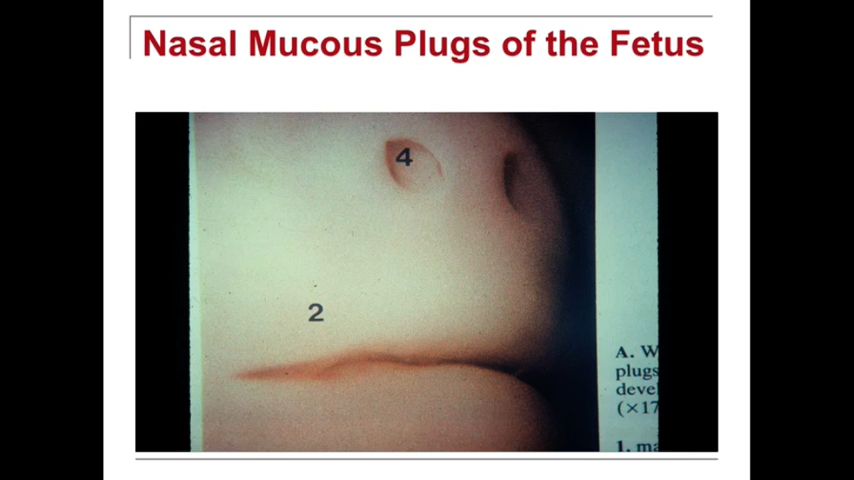 Nasal Mucous Plugs of the Fetus
4
2
A. W
plugs
devel
(×17
1. ma